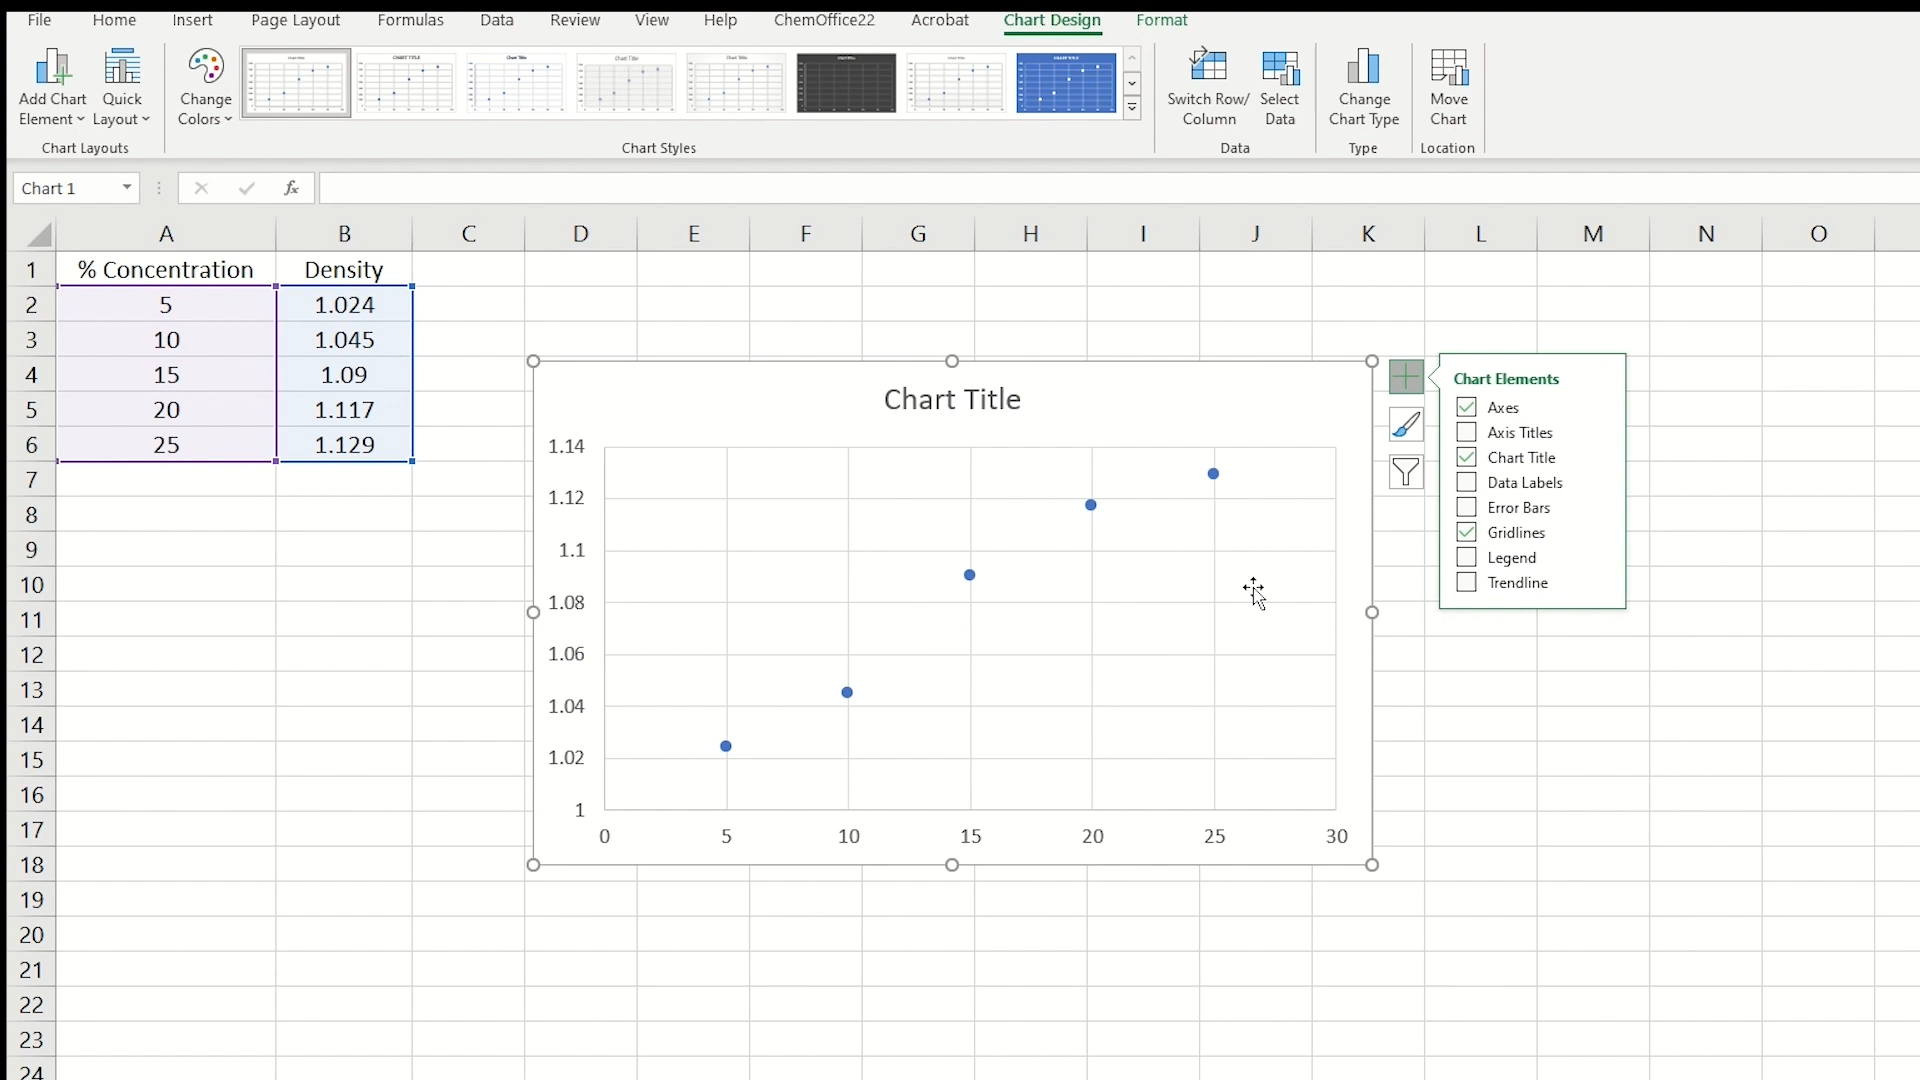 File Home Insert Page Layout Formulas Data Review View Help ChemOffice22 Acrobat Chart Design Format
Add Chart Element
Quick Layout
Change Colors
Switch Row/ Column
Select Data
Change Chart Type
Move Chart
Chart Layouts
Chart Styles
Data
Type
Location
Chart 1
fx
A B C D E F G H I J K L M N O
1 % Concentration Density
2 5 1.024
3 10 1.045
4 15 1.09
5 20 1.117
6 25 1.129
7
8
9
10
11
12
13
14
15
16
17
18
19
20
21
22
23
24
Chart Title
1.14
1.12
1.1
1.08
1.06
1.04
1.02
1
0 5 10 15 20 25 30
Chart Elements
Axes
Axis Titles
Chart Title
Data Labels
Error Bars
Gridlines
Legend
Trendline